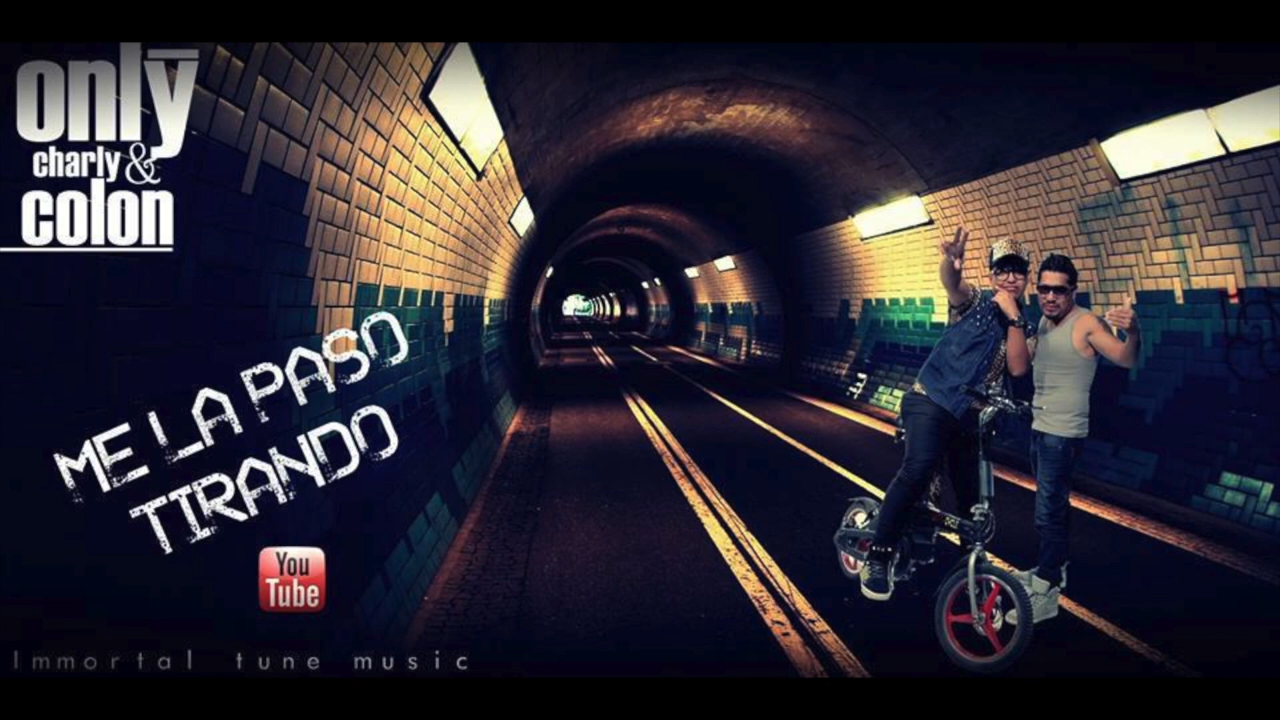 only
charly &
colon
ME LA PASO
TIRANDO
You
Tube
Immortal tune music